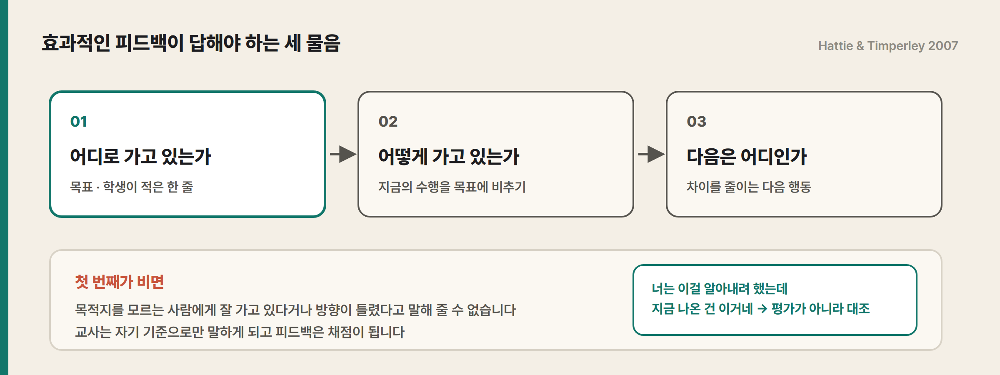 효과적인 피드백이 답해야 하는 세 물음
Hattie & Timperley 2007
01
어디로 가고 있는가
목표 · 학생이 적은 한 줄
02
어떻게 가고 있는가
지금의 수행을 목표에 비추기
03
다음은 어디인가
차이를 줄이는 다음 행동
첫 번째가 비면
목적지를 모르는 사람에게 잘 가고 있다거나 방향이 틀렸다고 말해 줄 수 없습니다
교사는 자기 기준으로만 말하게 되고 피드백은 채점이 됩니다
너는 이걸 알아내려 했는데
지금 나온 건 이거네 → 평가가 아니라 대조